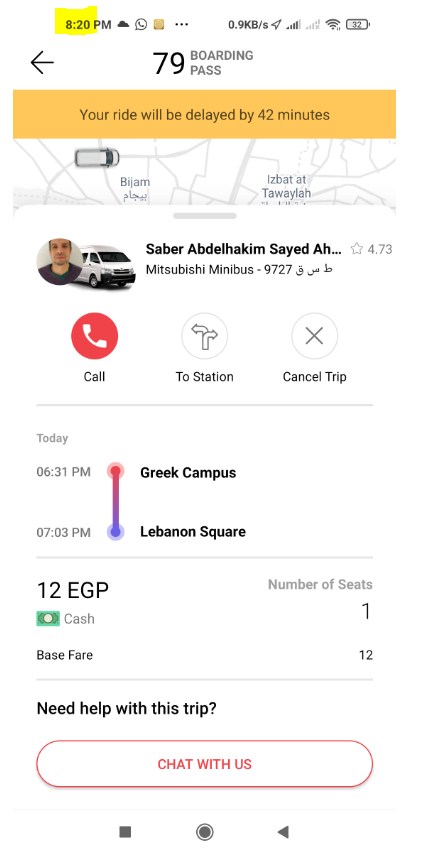 8:20 PM ••• 0.9KB/s 32
79 BOARDING
PASS
Your ride will be delayed by 42 minutes
Bijam
بيجام
Izbat at
Tawaylah
Saber Abdelhakim Sayed Ah... 4.73
Mitsubishi Minibus - 9727 ط س ق
Call To Station Cancel Trip
Today
06:31 PM Greek Campus
07:03 PM Lebanon Square
12 EGP Number of Seats
Cash 1
Base Fare 12
Need help with this trip?
CHAT WITH US